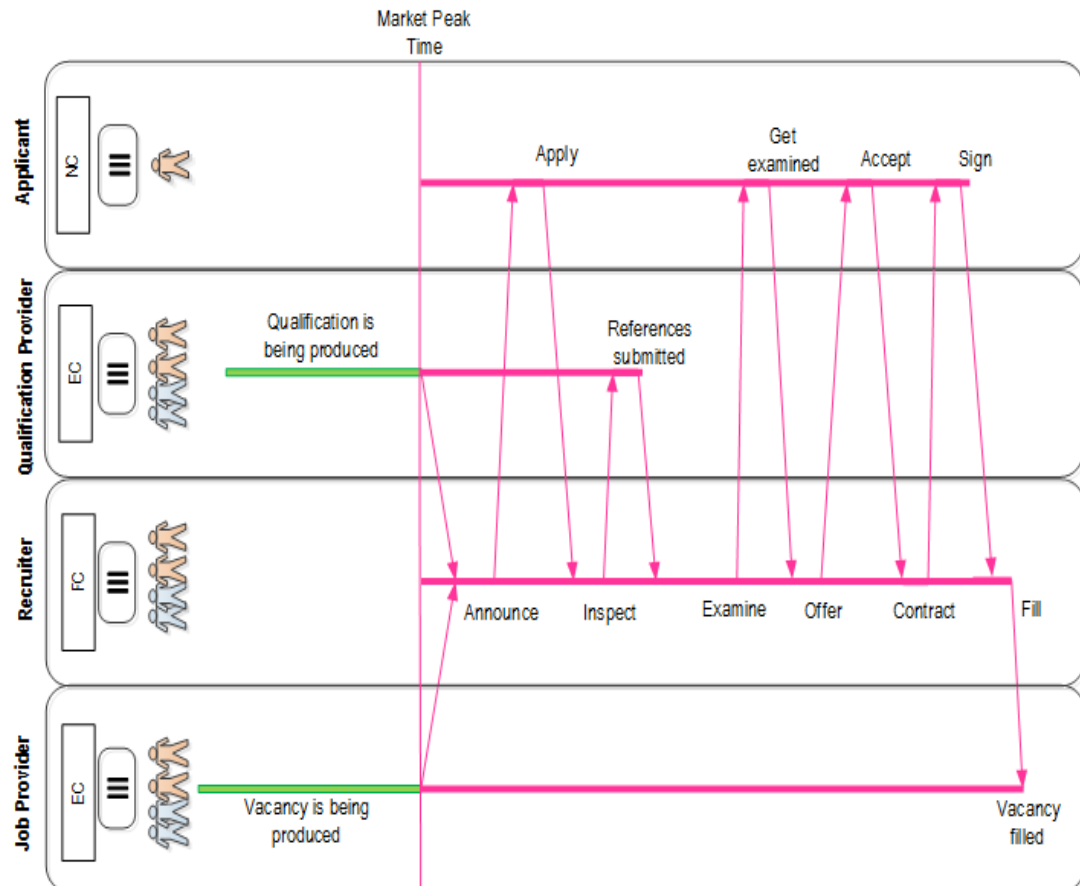 Market Peak
Time
Applicant
NC
Apply
Get
examined
Accept
Sign
Qualification Provider
EC
Qualification is
being produced
References
submitted
Recruiter
FC
Announce
Inspect
Examine
Offer
Contract
Fill
Job Provider
EC
Vacancy is being
produced
Vacancy
filled